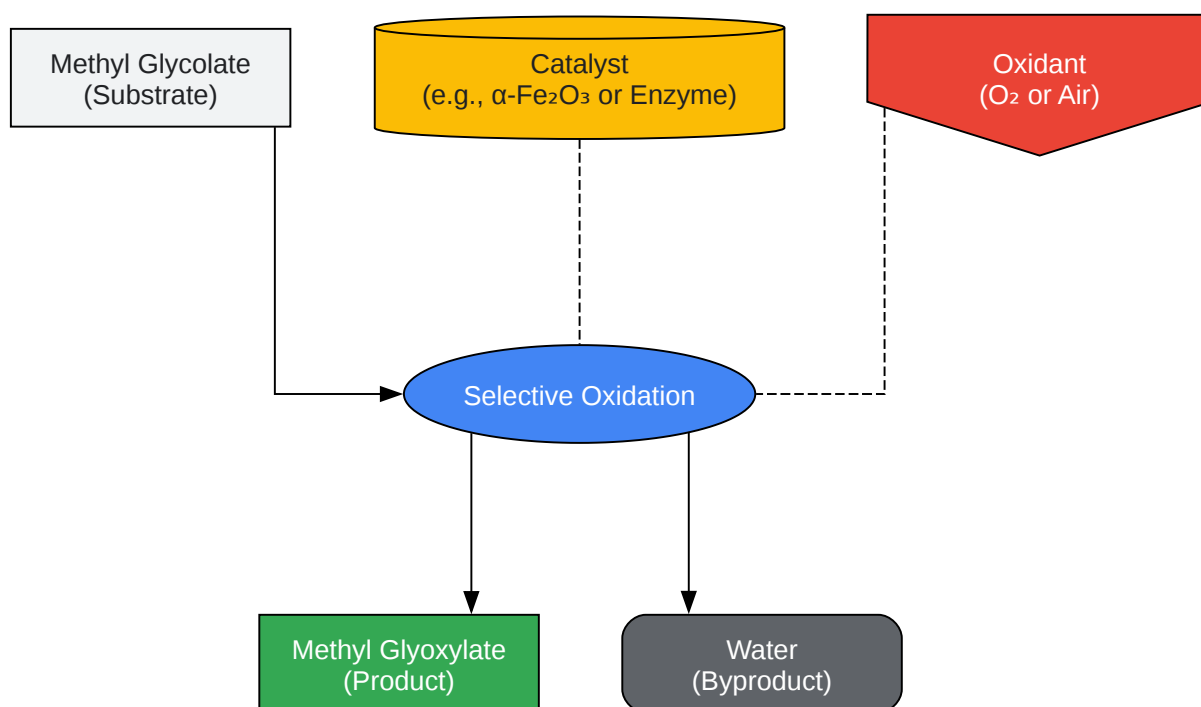 Methyl Glycolate
(Substrate)
Catalyst
(e.g., α-Fe₂O₃ or Enzyme)
Oxidant
(O₂ or Air)
Selective Oxidation
Methyl Glyoxylate
(Product)
Water
(Byproduct)